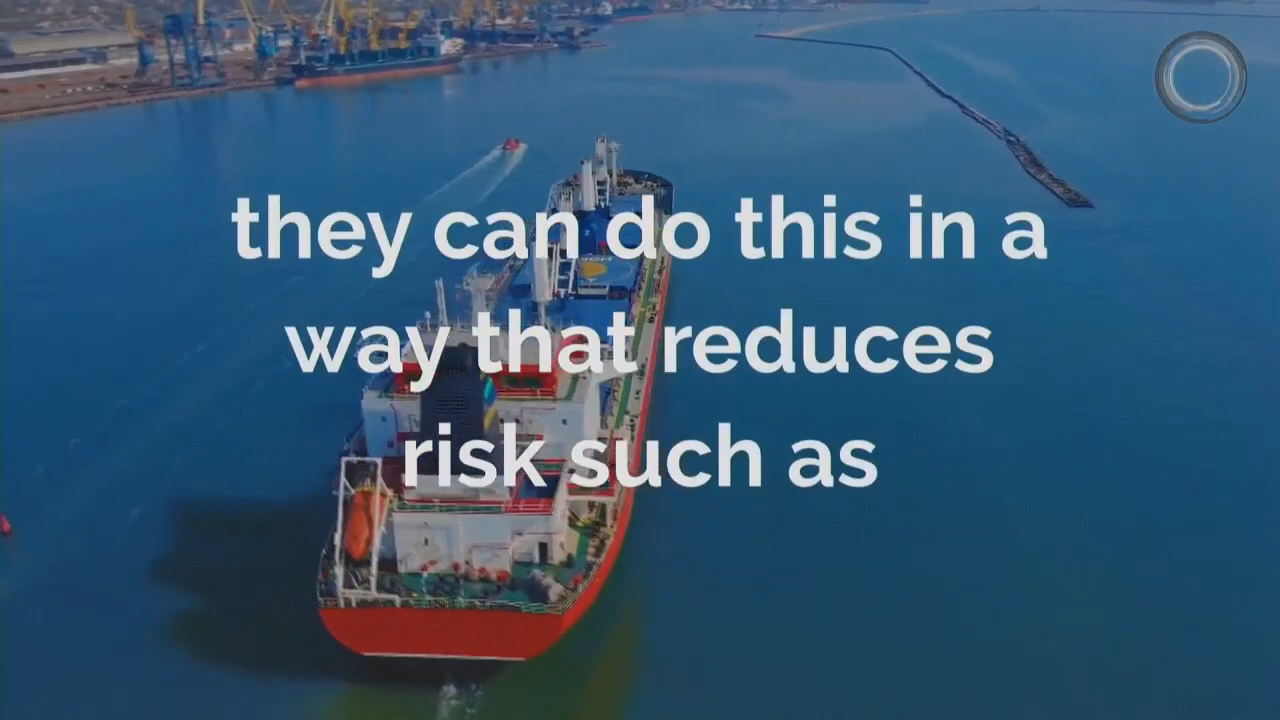 they can do this in a
way that reduces
risk such as